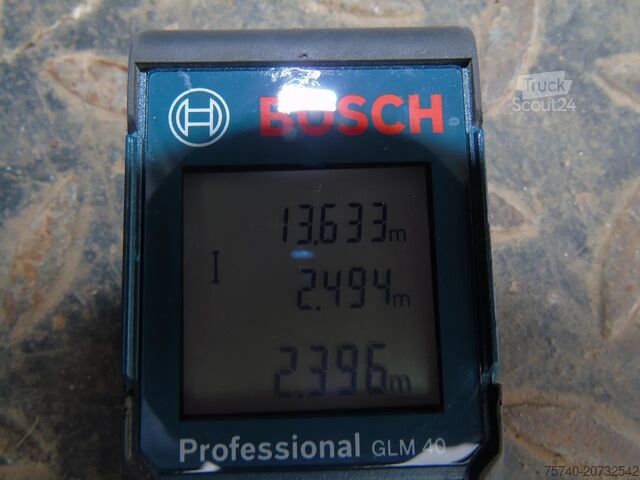 Truck
Scout24
BOSCH
13.633m
2.494m
2.396m
Professional GLM 40
75740-20732542